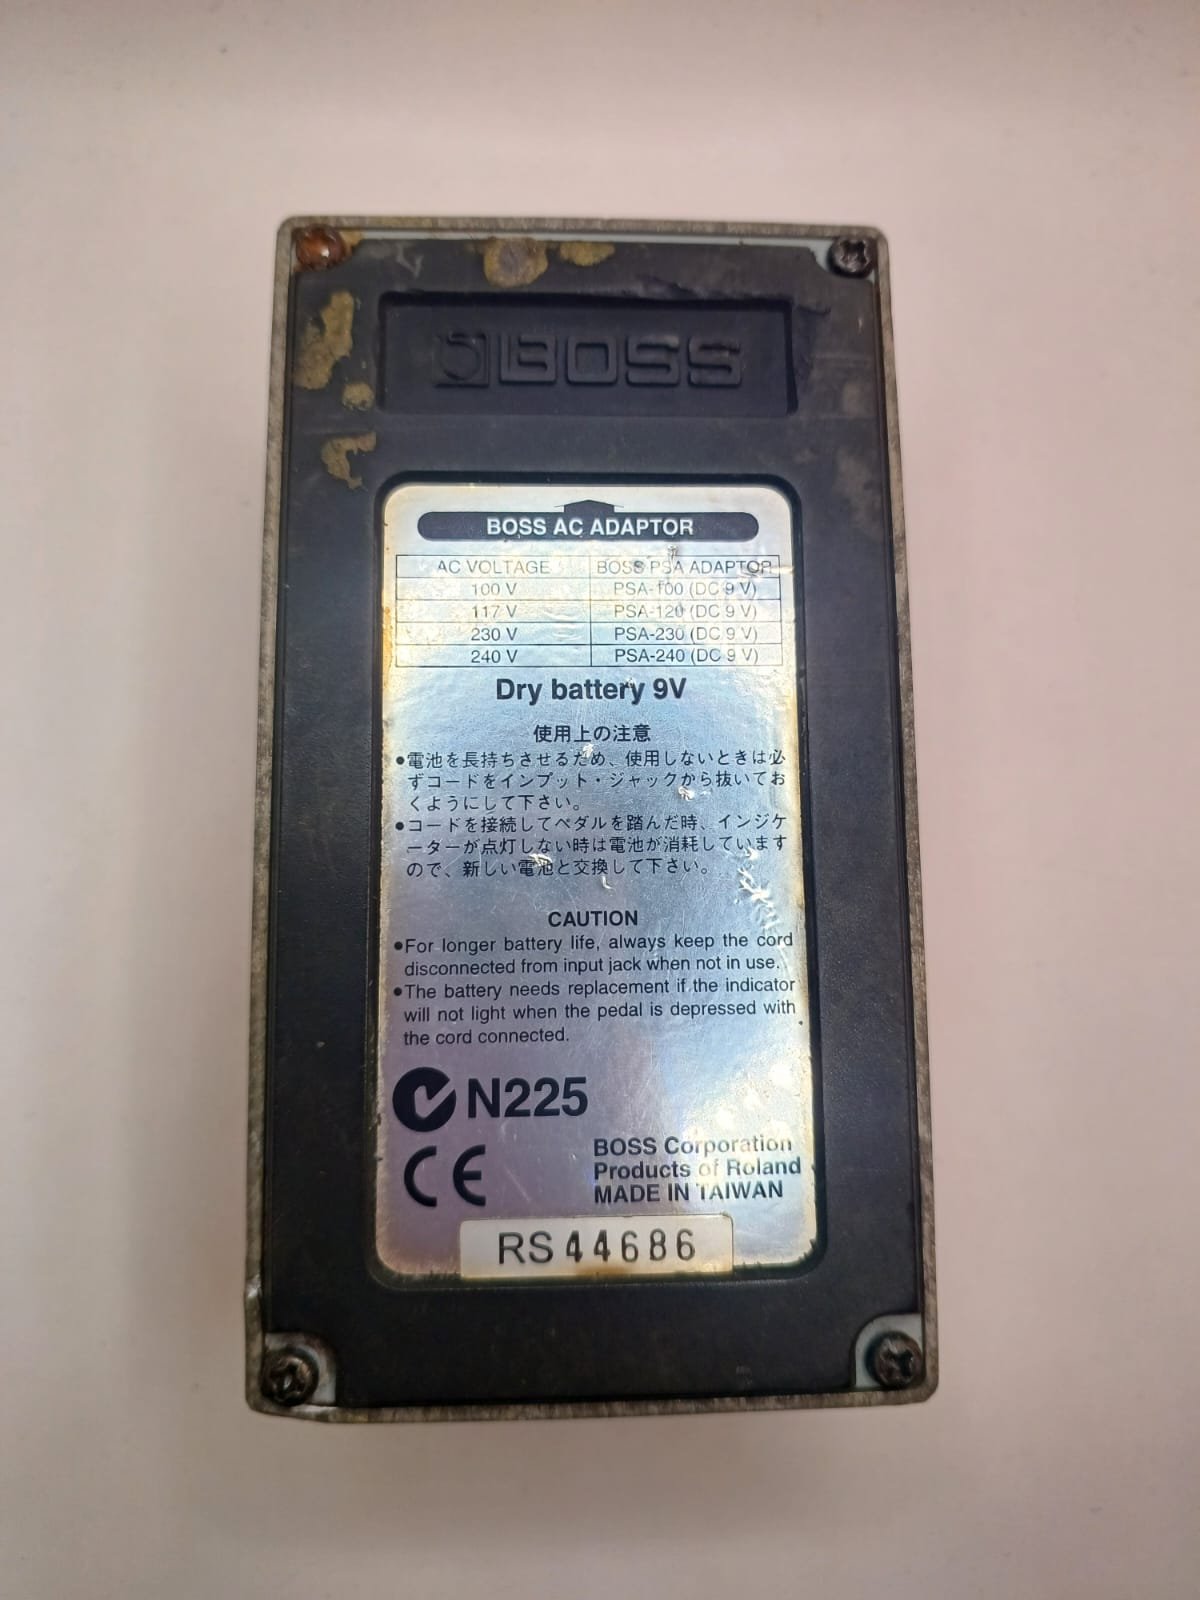 BOSS
BOSS AC ADAPTOR
AC VOLTAGE BOSS PSA ADAPTOR
100 V PSA-100 (DC 9 V)
117 V PSA-120 (DC 9 V)
230 V PSA-230 (DC 9 V)
240 V PSA-240 (DC 9 V)
Dry battery 9V
使用上の注意
●電池を長持ちさせるため、使用しないときは必
ずコードをインプット・ジャックから抜いてお
くようにして下さい。
●コードを接続してペダルを踏んだ時、インジケ
ーターが点灯しない時は電池が消耗しています
ので、新しい電池と交換して下さい。
CAUTION
●For longer battery life, always keep the cord
disconnected from input jack when not in use.
●The battery needs replacement if the indicator
will not light when the pedal is depressed with
the cord connected.
N225
CE
BOSS Corporation
Products of Roland
MADE IN TAIWAN
RS44686